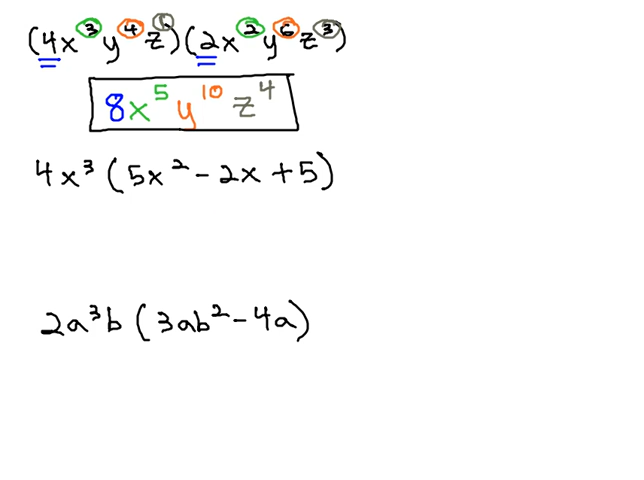 (4x³y⁴z¹)(2x²y⁶z³)
8x⁵y¹⁰z⁴
4x³(5x² - 2x + 5)
2a³b(3ab² - 4a)